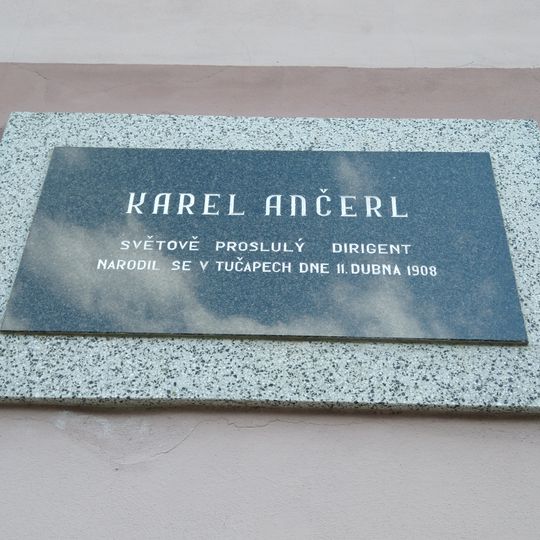 KAREL ANČERL
SVĚTOVĚ PROSLULÝ DIRIGENT
NARODIL SE V TUČAPECH DNE 11. DUBNA 1908